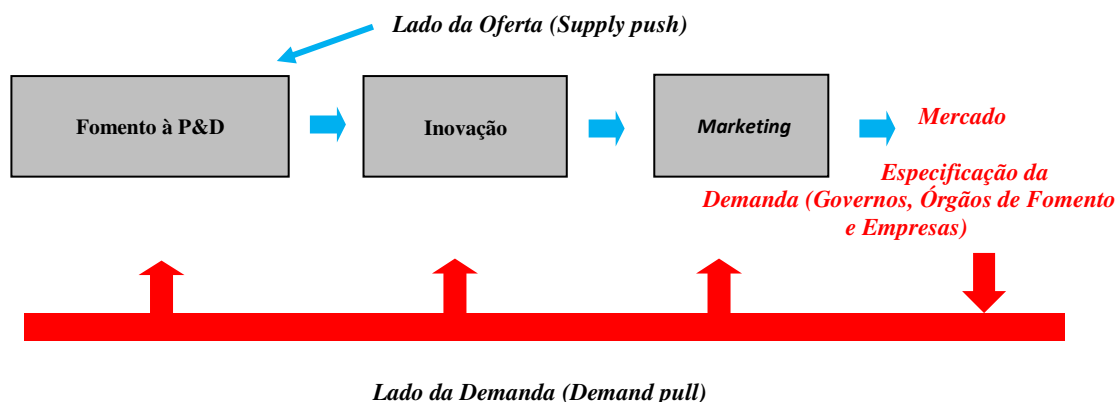 Lado da Oferta (Supply push)
Fomento à P&D
Inovação
Marketing
Mercado
Especificação da
Demanda (Governos, Órgãos de Fomento
e Empresas)
Lado da Demanda (Demand pull)